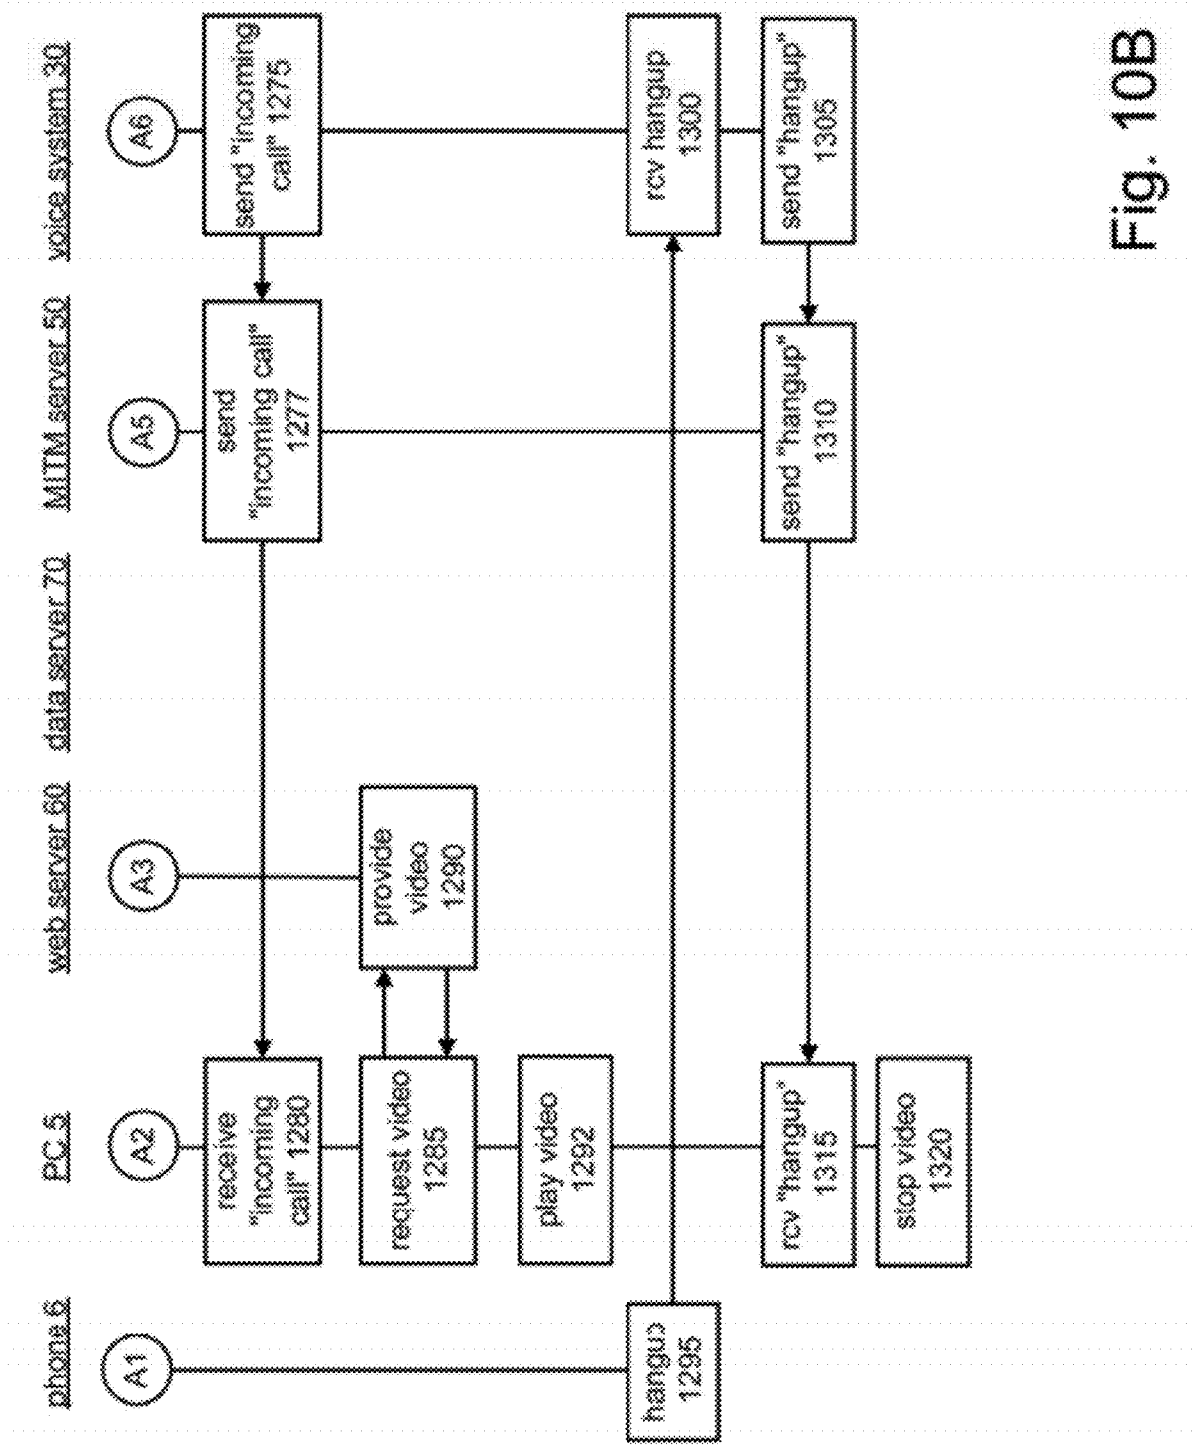 phone 6
PC 5
web server 60
data server 70
MITM server 50
voice system 30
A1
A2
A3
A5
A6
receive
"incoming
call" 1280
send
"incoming call"
1277
send "incoming
call" 1275
request video
1285
provide
video
1290
play video
1292
hangup
1295
rcv hangup
1300
rcv "hangup"
1315
send "hangup"
1310
send "hangup"
1305
stop video
1320
Fig. 10B